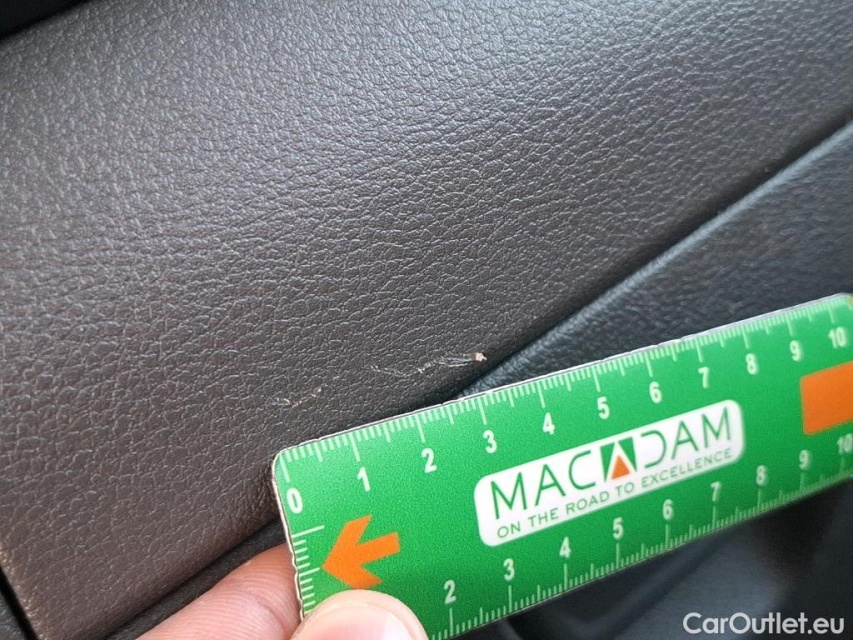 0 1 2 3 4 5 6 7 8 9 10
MACADAM
ON THE ROAD TO EXCELLENCE
2 3 4 5 6 7 8 9 10
CarOutlet.eu